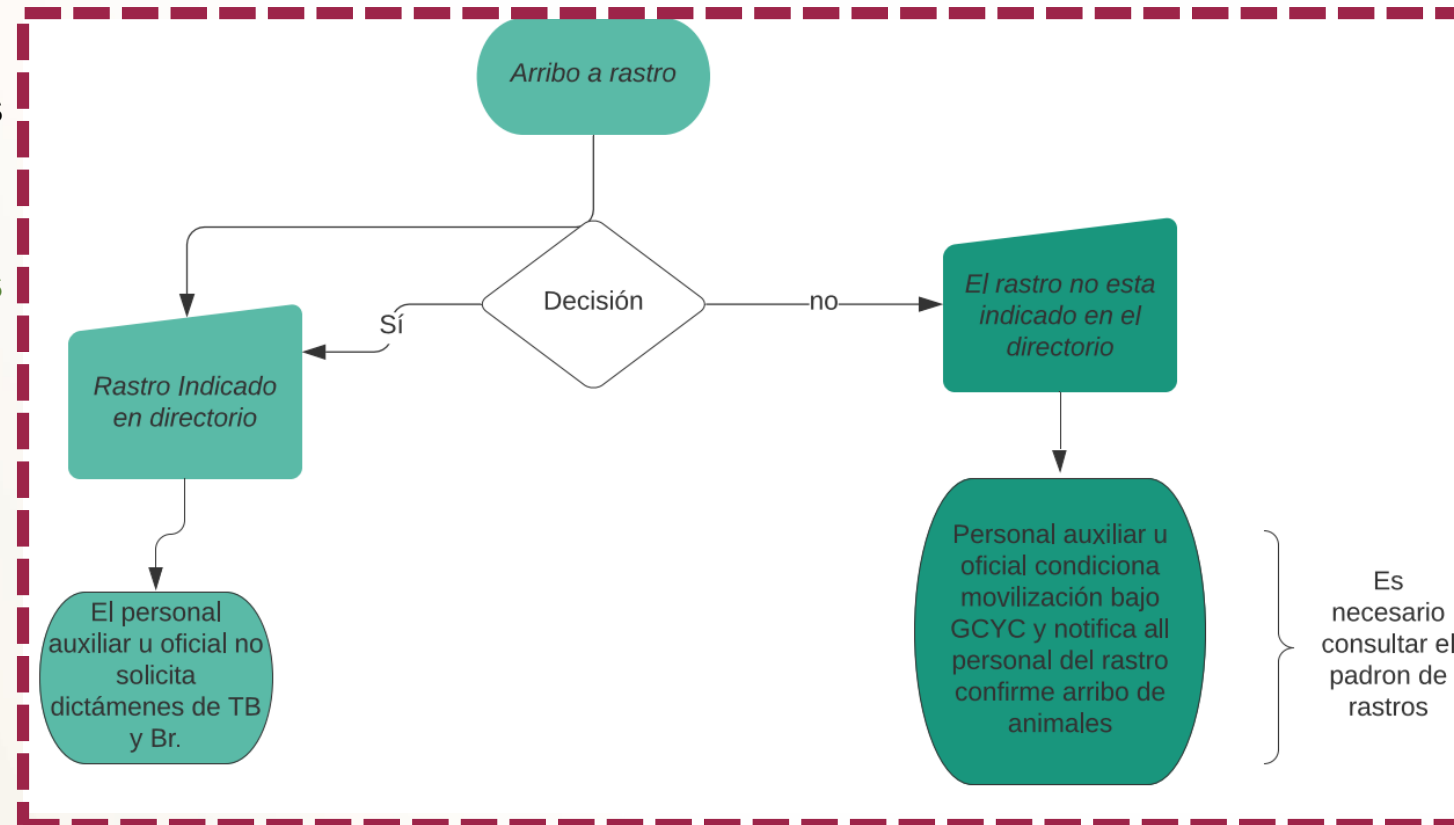 Arribo a rastro
Decisión
Sí
no
Rastro Indicado
en directorio
El rastro no esta
indicado en el
directorio
El personal
auxiliar u oficial no
solicita
dictámenes de TB
y Br.
Personal auxiliar u
oficial condiciona
movilización bajo
GCYC y notifica all
personal del rastro
confirme arribo de
animales
Es
necesario
consultar el
padron de
rastros
s
s